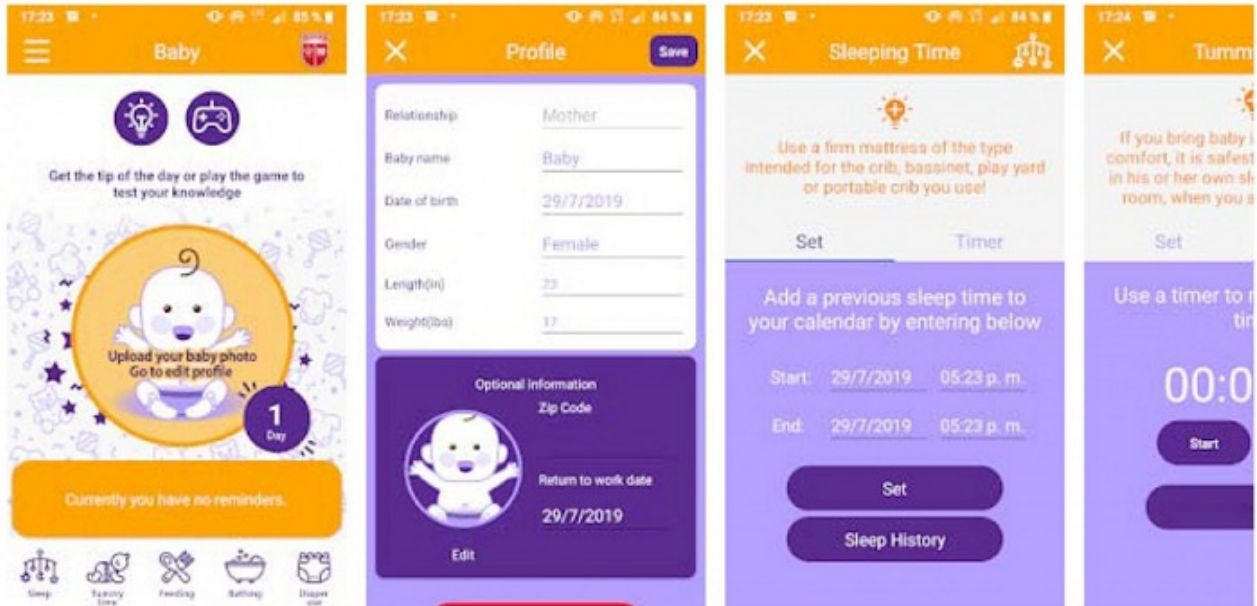 17:23
85%
Baby
Get the tip of the day or play the game to
test your knowledge
Upload your baby photo
Go to edit profile
1
Day
Currently you have no reminders.
Sleep
Tummy
time
Feeding
Bathing
Diaper
use
17:23
84%
Profile
Save
Relationship
Mother
Baby name
Baby
Date of birth
29/7/2019
Gender
Female
Length(in)
23
Weight(lbs)
17
Optional information
Zip Code
Return to work date
29/7/2019
Edit
17:23
84%
Sleeping Time
Use a firm mattress of the type
intended for the crib, bassinet, play yard
or portable crib you use!
Set
Timer
Add a previous sleep time to
your calendar by entering below
Start:
29/7/2019
05:23 p. m.
End:
29/7/2019
05:23 p. m.
Set
Sleep History
17:24
Tumm
If you bring baby
comfort, it is safest
in his or her own sl
room, when you
Set
Use a timer to
00:0
Start